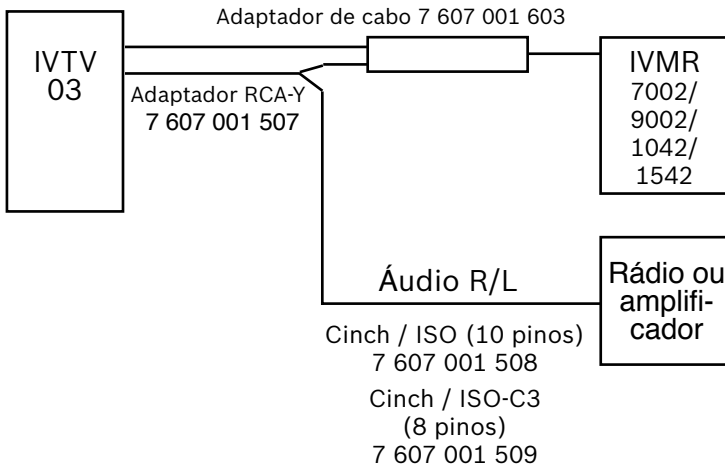 Adaptador de cabo 7 607 001 603
IVTV
03
Adaptador RCA-Y
7 607 001 507
IVMR
7002/
9002/
1042/
1542
Áudio R/L
Rádio ou
amplifi-
cador
Cinch / ISO (10 pinos)
7 607 001 508
Cinch / ISO-C3
(8 pinos)
7 607 001 509